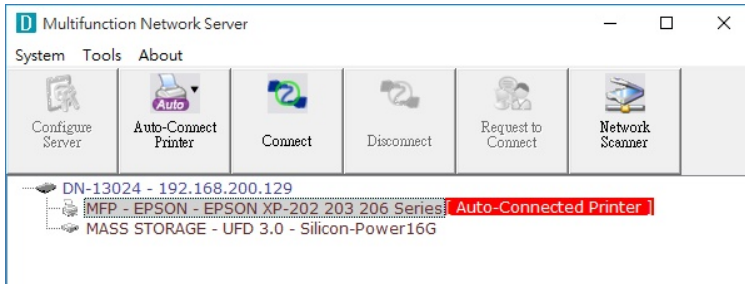 D Multifunction Network Server
System Tools About
Configure Server
Auto
Auto-Connect Printer
Connect
Disconnect
Request to Connect
Network Scanner
DN-13024 - 192.168.200.129
MFP - EPSON - EPSON XP-202 203 206 Series[ Auto-Connected Printer ]
MASS STORAGE - UFD 3.0 - Silicon-Power16G